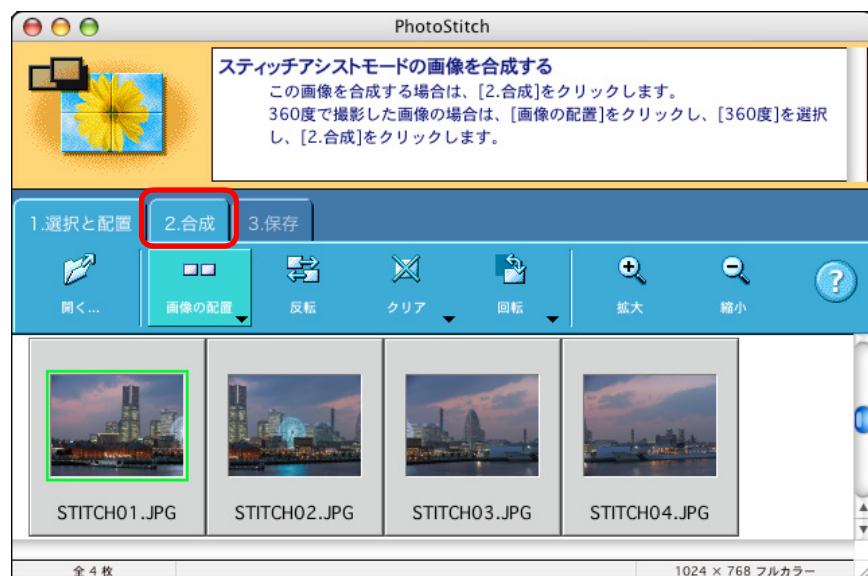 PhotoStitch
スティッチアシストモードの画像を合成する
この画像を合成する場合は、[2.合成]をクリックします。
360度で撮影した画像の場合は、[画像の配置]をクリックし、[360度]を選択
し、[2.合成]をクリックします。
1.選択と配置 2.合成 3.保存
開く... 画像の配置 反転 クリア 回転 拡大 縮小 ?
STITCH01.JPG STITCH02.JPG STITCH03.JPG STITCH04.JPG
全 4 枚 1024 × 768 フルカラー